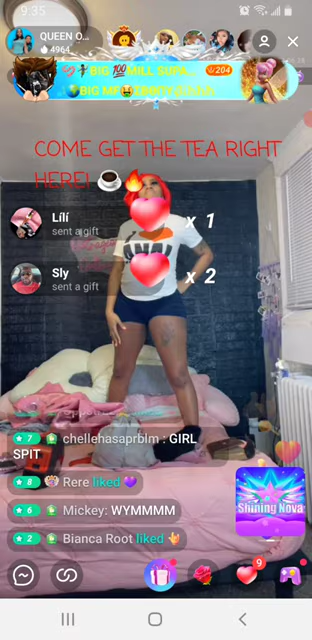 9:35
QUEEN O...
4964
BIG 💯MILL SUPA...
204
COME GET THE TEA RIGHT
HERE! ☕🔥
Lílí
sent a gift
x 1
Sly
sent a gift
x 2
7 chellehasaprblm : GIRL
SPIT
8 Rere liked 💜
6 Mickey: WYMMMM
2 Bianca Root liked
Shining Nova
9